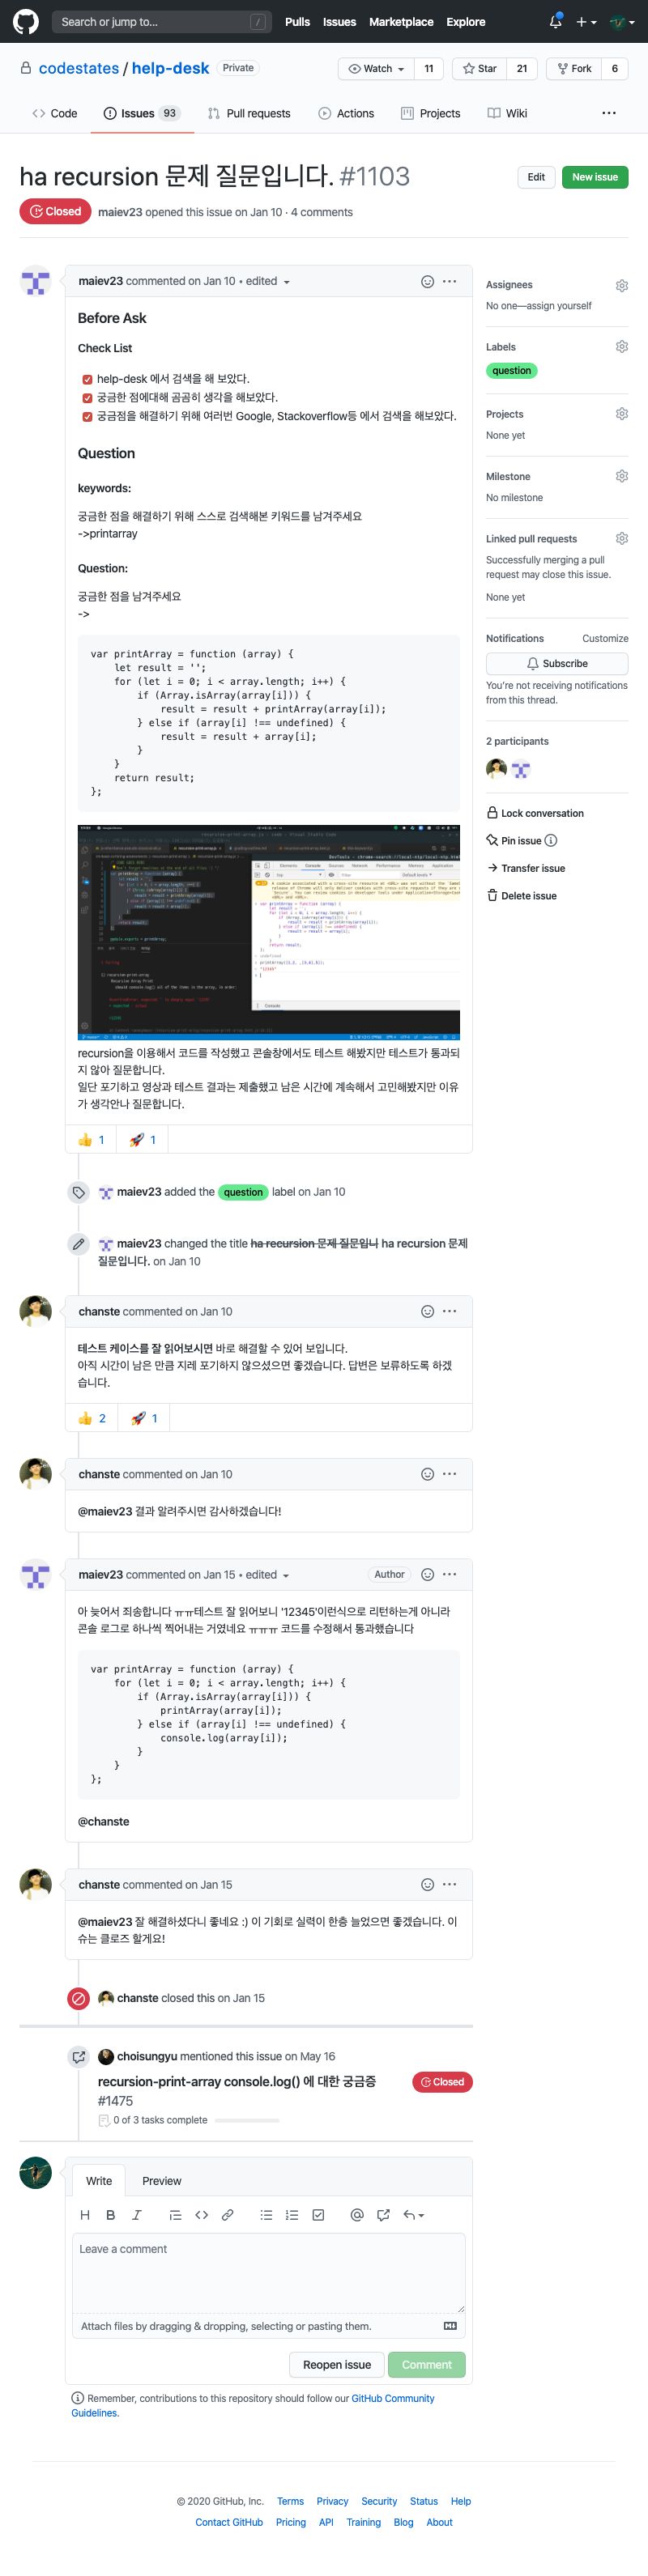 Search or jump to... /
Pulls Issues Marketplace Explore
codestates / help-desk Private
Watch 11 Star 21 Fork 6
Code Issues 93 Pull requests Actions Projects Wiki ...
ha recursion 문제 질문입니다. #1103
Edit New issue
Closed maiev23 opened this issue on Jan 10 · 4 comments
maiev23 commented on Jan 10 • edited
Before Ask
Check List
help-desk 에서 검색을 해 보았다.
궁금한 점에대해 곰곰히 생각을 해보았다.
궁금점을 해결하기 위해 여러번 Google, Stackoverflow등 에서 검색을 해보았다.
Question
keywords:
궁금한 점을 해결하기 위해 스스로 검색해본 키워드를 남겨주세요
->printarray
Question:
궁금한 점을 남겨주세요
->
var printArray = function (array) {
let result = '';
for (let i = 0; i < array.length; i++) {
if (Array.isArray(array[i])) {
result = result + printArray(array[i]);
} else if (array[i] !== undefined) {
result = result + array[i];
}
}
return result;
};
recursion을 이용해서 코드를 작성했고 콘솔창에서도 테스트 해봤지만 테스트가 통과되
지 않아 질문합니다.
일단 포기하고 영상과 테스트 결과는 제출했고 남은 시간에 계속해서 고민해봤지만 이유
가 생각안나 질문합니다.
👍 1 🚀 1
maiev23 added the question label on Jan 10
maiev23 changed the title ha recursion 문제 질문입니 ha recursion 문제
질문입니다. on Jan 10
chanste commented on Jan 10
테스트 케이스를 잘 읽어보시면 바로 해결할 수 있어 보입니다.
아직 시간이 남은 만큼 지레 포기하지 않으셨으면 좋겠습니다. 답변은 보류하도록 하겠
습니다.
👍 2 🚀 1
chanste commented on Jan 10
@maiev23 결과 알려주시면 감사하겠습니다!
maiev23 commented on Jan 15 • edited Author
아 늦어서 죄송합니다 ㅠㅠ테스트 잘 읽어보니 '12345'이런식으로 리턴하는게 아니라
콘솔 로그로 하나씩 찍어내는 거였네요 ㅠㅠㅠ 코드를 수정해서 통과했습니다
var printArray = function (array) {
for (let i = 0; i < array.length; i++) {
if (Array.isArray(array[i])) {
printArray(array[i]);
} else if (array[i] !== undefined) {
console.log(array[i]);
}
}
};
@chanste
chanste commented on Jan 15
@maiev23 잘 해결하셨다니 좋네요 :) 이 기회로 실력이 한층 늘었으면 좋겠습니다. 이
슈는 클로즈 할게요!
chanste closed this on Jan 15
choisungyu mentioned this issue on May 16
recursion-print-array console.log() 에 대한 궁금증 Closed
#1475
0 of 3 tasks complete
Write Preview
Leave a comment
Attach files by dragging & dropping, selecting or pasting them.
Reopen issue Comment
Remember, contributions to this repository should follow our GitHub Community
Guidelines.
Assignees
No one—assign yourself
Labels
question
Projects
None yet
Milestone
No milestone
Linked pull requests
Successfully merging a pull
request may close this issue.
None yet
Notifications Customize
Subscribe
You're not receiving notifications
from this thread.
2 participants
Lock conversation
Pin issue
Transfer issue
Delete issue
© 2020 GitHub, Inc. Terms Privacy Security Status Help
Contact GitHub Pricing API Training Blog About